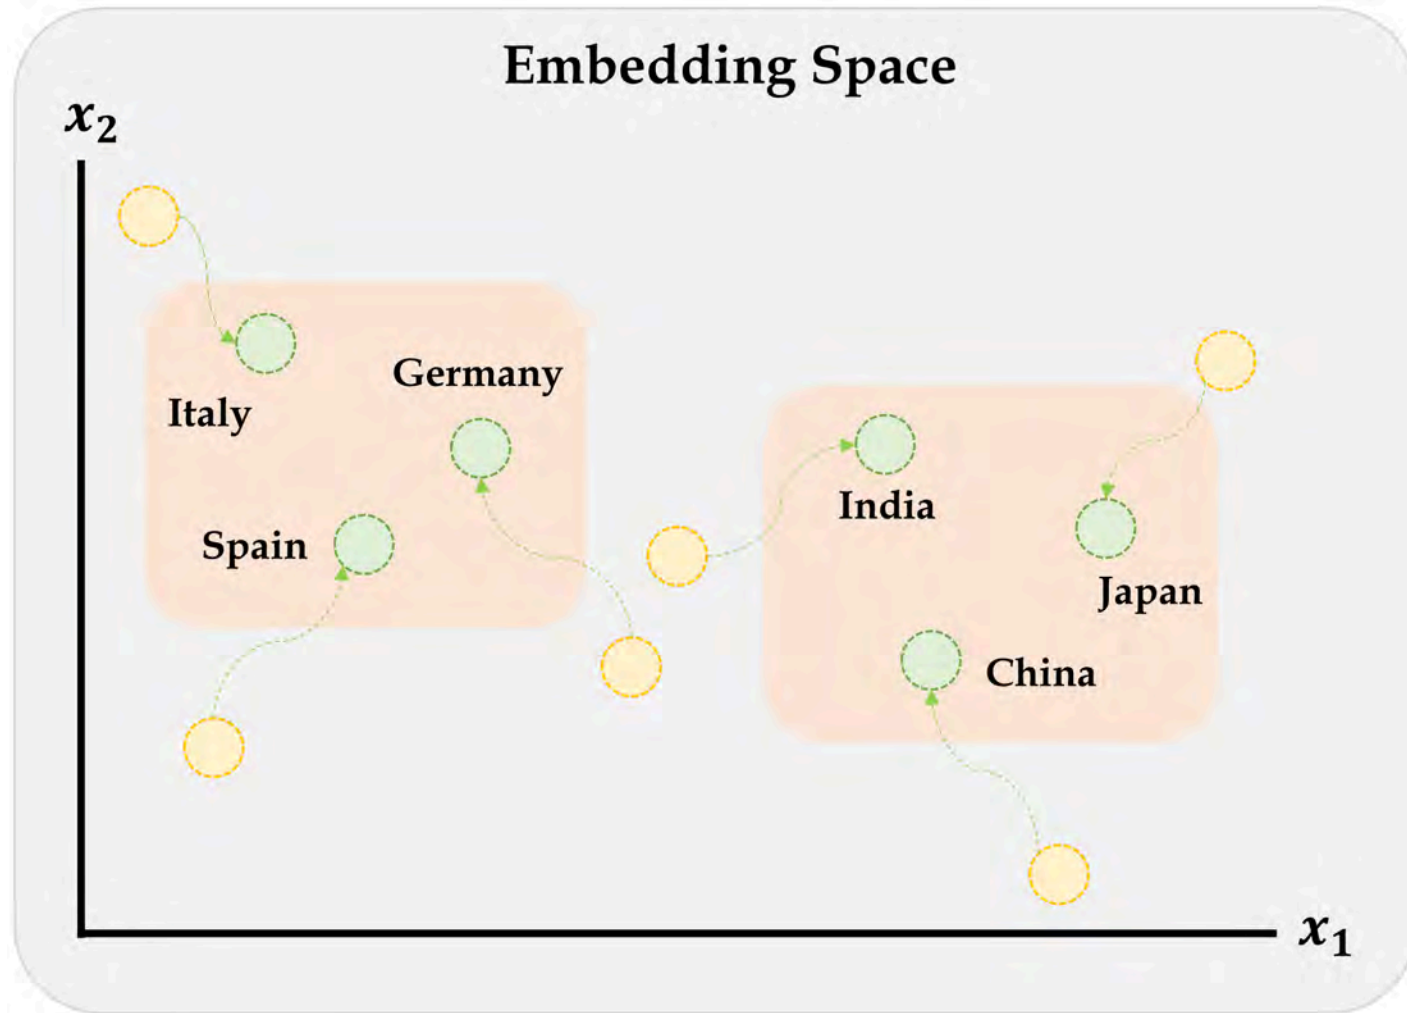 Embedding Space
x₂
Germany
Italy
India
Spain
Japan
China
x₁